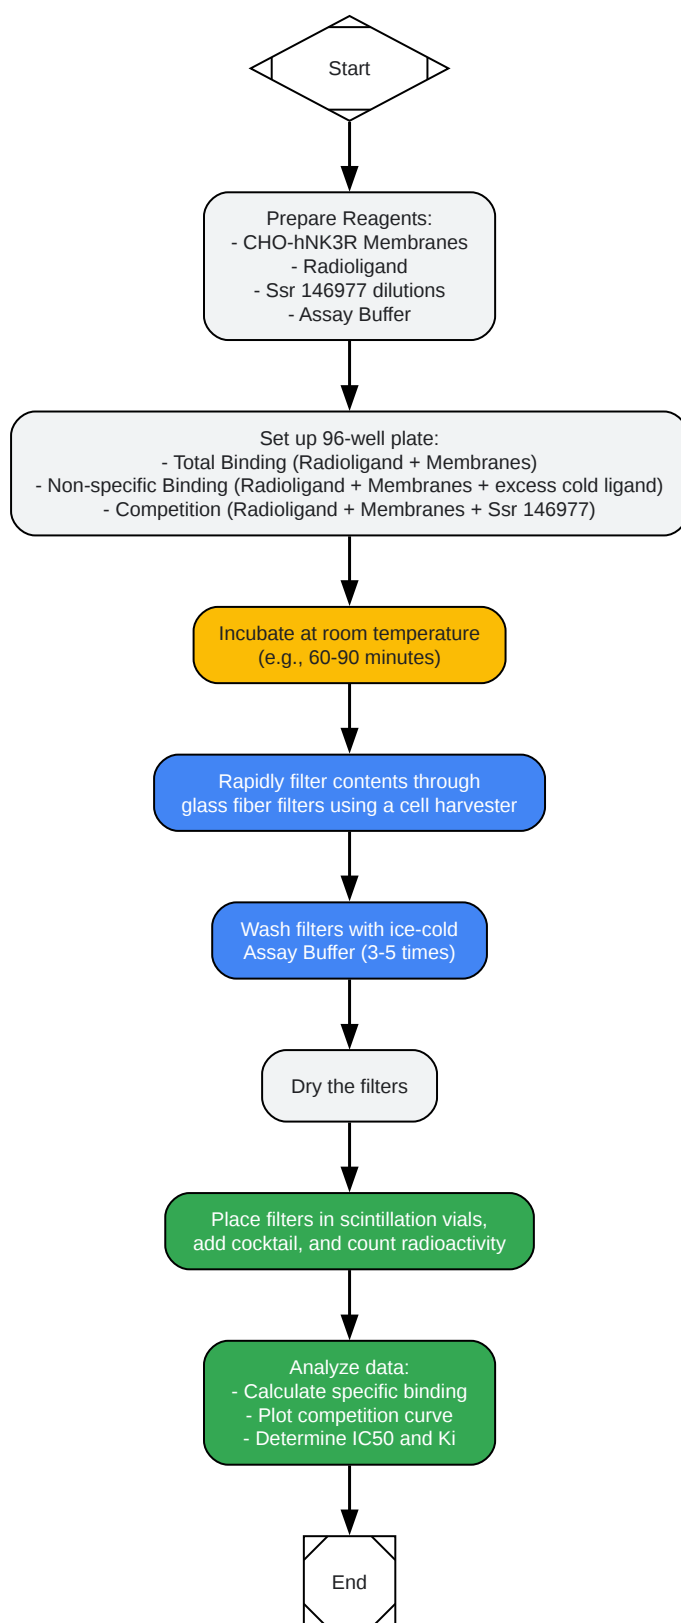 Start
Prepare Reagents:
- CHO-hNK3R Membranes
- Radioligand
- Ssr 146977 dilutions
- Assay Buffer
Set up 96-well plate:
- Total Binding (Radioligand + Membranes)
- Non-specific Binding (Radioligand + Membranes + excess cold ligand)
- Competition (Radioligand + Membranes + Ssr 146977)
Incubate at room temperature
(e.g., 60-90 minutes)
Rapidly filter contents through
glass fiber filters using a cell harvester
Wash filters with ice-cold
Assay Buffer (3-5 times)
Dry the filters
Place filters in scintillation vials,
add cocktail, and count radioactivity
Analyze data:
- Calculate specific binding
- Plot competition curve
- Determine IC50 and Ki
End